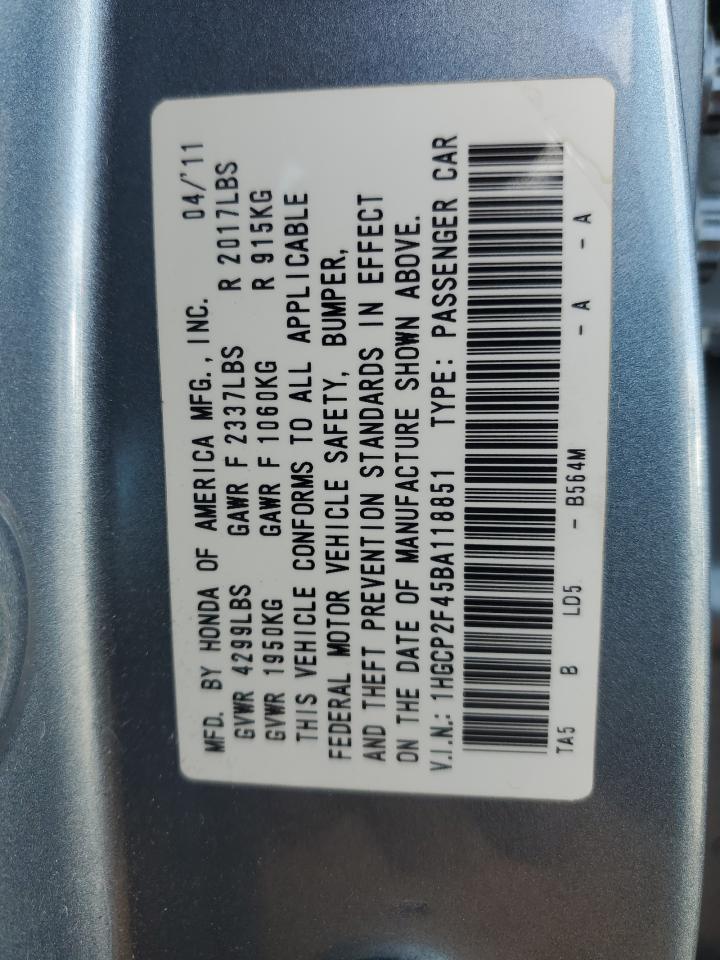 MFD. BY HONDA OF AMERICA MFG., INC. 04/'11
GVWR 4299LBS GAWR F 2337LBS R 2017LBS
GVWR 1950KG GAWR F 1060KG R 915KG
THIS VEHICLE CONFORMS TO ALL APPLICABLE
FEDERAL MOTOR VEHICLE SAFETY, BUMPER,
AND THEFT PREVENTION STANDARDS IN EFFECT
ON THE DATE OF MANUFACTURE SHOWN ABOVE.
V.I.N.: 1HGCP2F45BA118851 TYPE: PASSENGER CAR
TA5 B LD5 - B564M - A - A